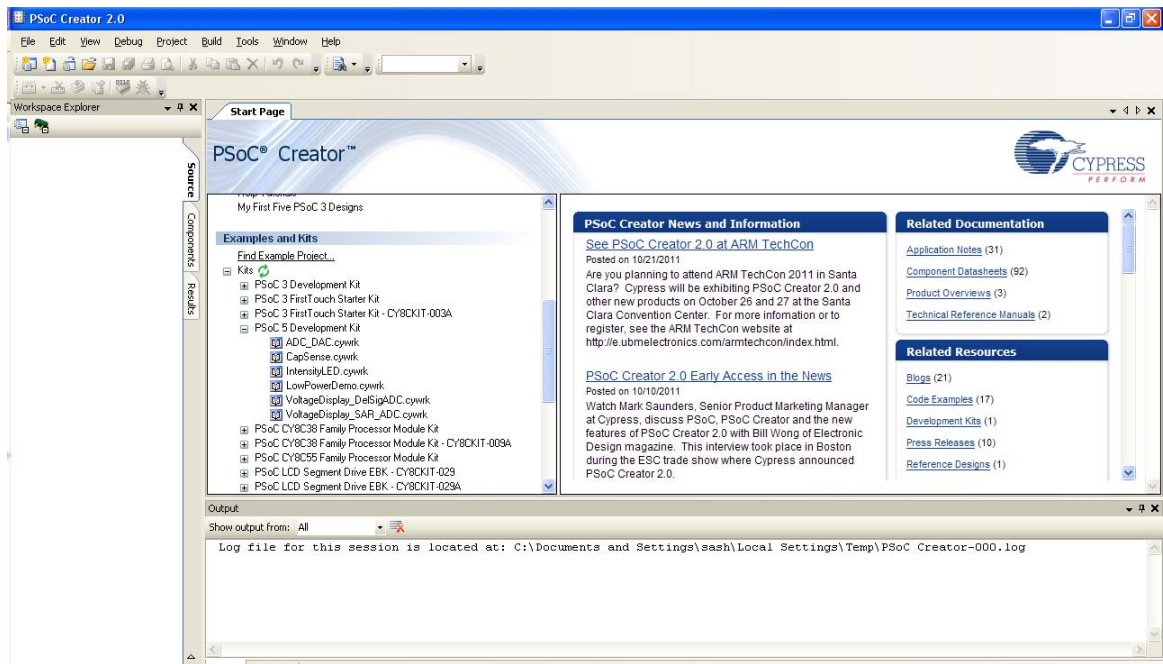 PSoC Creator 2.0
File Edit View Debug Project Build Tools Window Help
Workspace Explorer
Source
Components
Results
Start Page
PSoC® Creator™
CYPRESS
PERFORM
My First Five PSoC 3 Designs
Examples and Kits
Find Example Project...
Kits
PSoC 3 Development Kit
PSoC 3 FirstTouch Starter Kit
PSoC 3 FirstTouch Starter Kit - CY8CKIT-003A
PSoC 5 Development Kit
ADC_DAC.cywrk
CapSense.cywrk
IntensityLED.cywrk
LowPowerDemo.cywrk
VoltageDisplay_DelSigADC.cywrk
VoltageDisplay_SAR_ADC.cywrk
PSoC CY8C38 Family Processor Module Kit
PSoC CY8C38 Family Processor Module Kit - CY8CKIT-009A
PSoC CY8C55 Family Processor Module Kit
PSoC LCD Segment Drive EBK - CY8CKIT-029
PSoC LCD Segment Drive EBK - CY8CKIT-029A
PSoC Creator News and Information
See PSoC Creator 2.0 at ARM TechCon
Posted on 10/21/2011
Are you planning to attend ARM TechCon 2011 in Santa
Clara? Cypress will be exhibiting PSoC Creator 2.0 and
other new products on October 26 and 27 at the Santa
Clara Convention Center. For more infomation or to
register, see the ARM TechCon website at
http://e.ubmelectronics.com/armtechcon/index.html.
PSoC Creator 2.0 Early Access in the News
Posted on 10/10/2011
Watch Mark Saunders, Senior Product Marketing Manager
at Cypress, discuss PSoC, PSoC Creator and the new
features of PSoC Creator 2.0 with Bill Wong of Electronic
Design magazine. This interview took place in Boston
during the ESC trade show where Cypress announced
PSoC Creator 2.0.
Related Documentation
Application Notes (31)
Component Datasheets (92)
Product Overviews (3)
Technical Reference Manuals (2)
Related Resources
Blogs (21)
Code Examples (17)
Development Kits (1)
Press Releases (10)
Reference Designs (1)
Output
Show output from: All
Log file for this session is located at: C:\Documents and Settings\sash\Local Settings\Temp\PSoC Creator-000.log